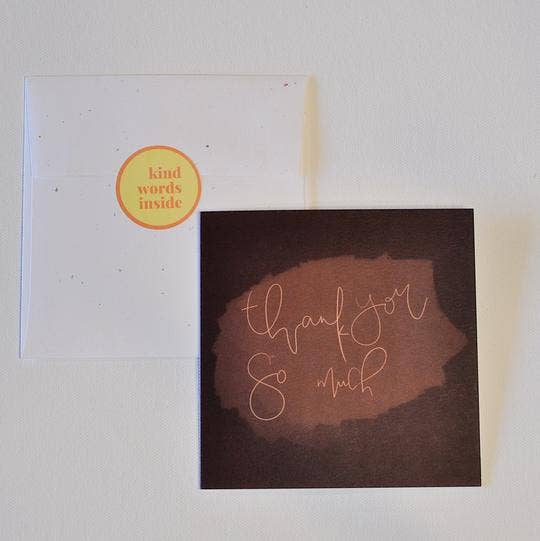 kind
words
inside
thank you
So much